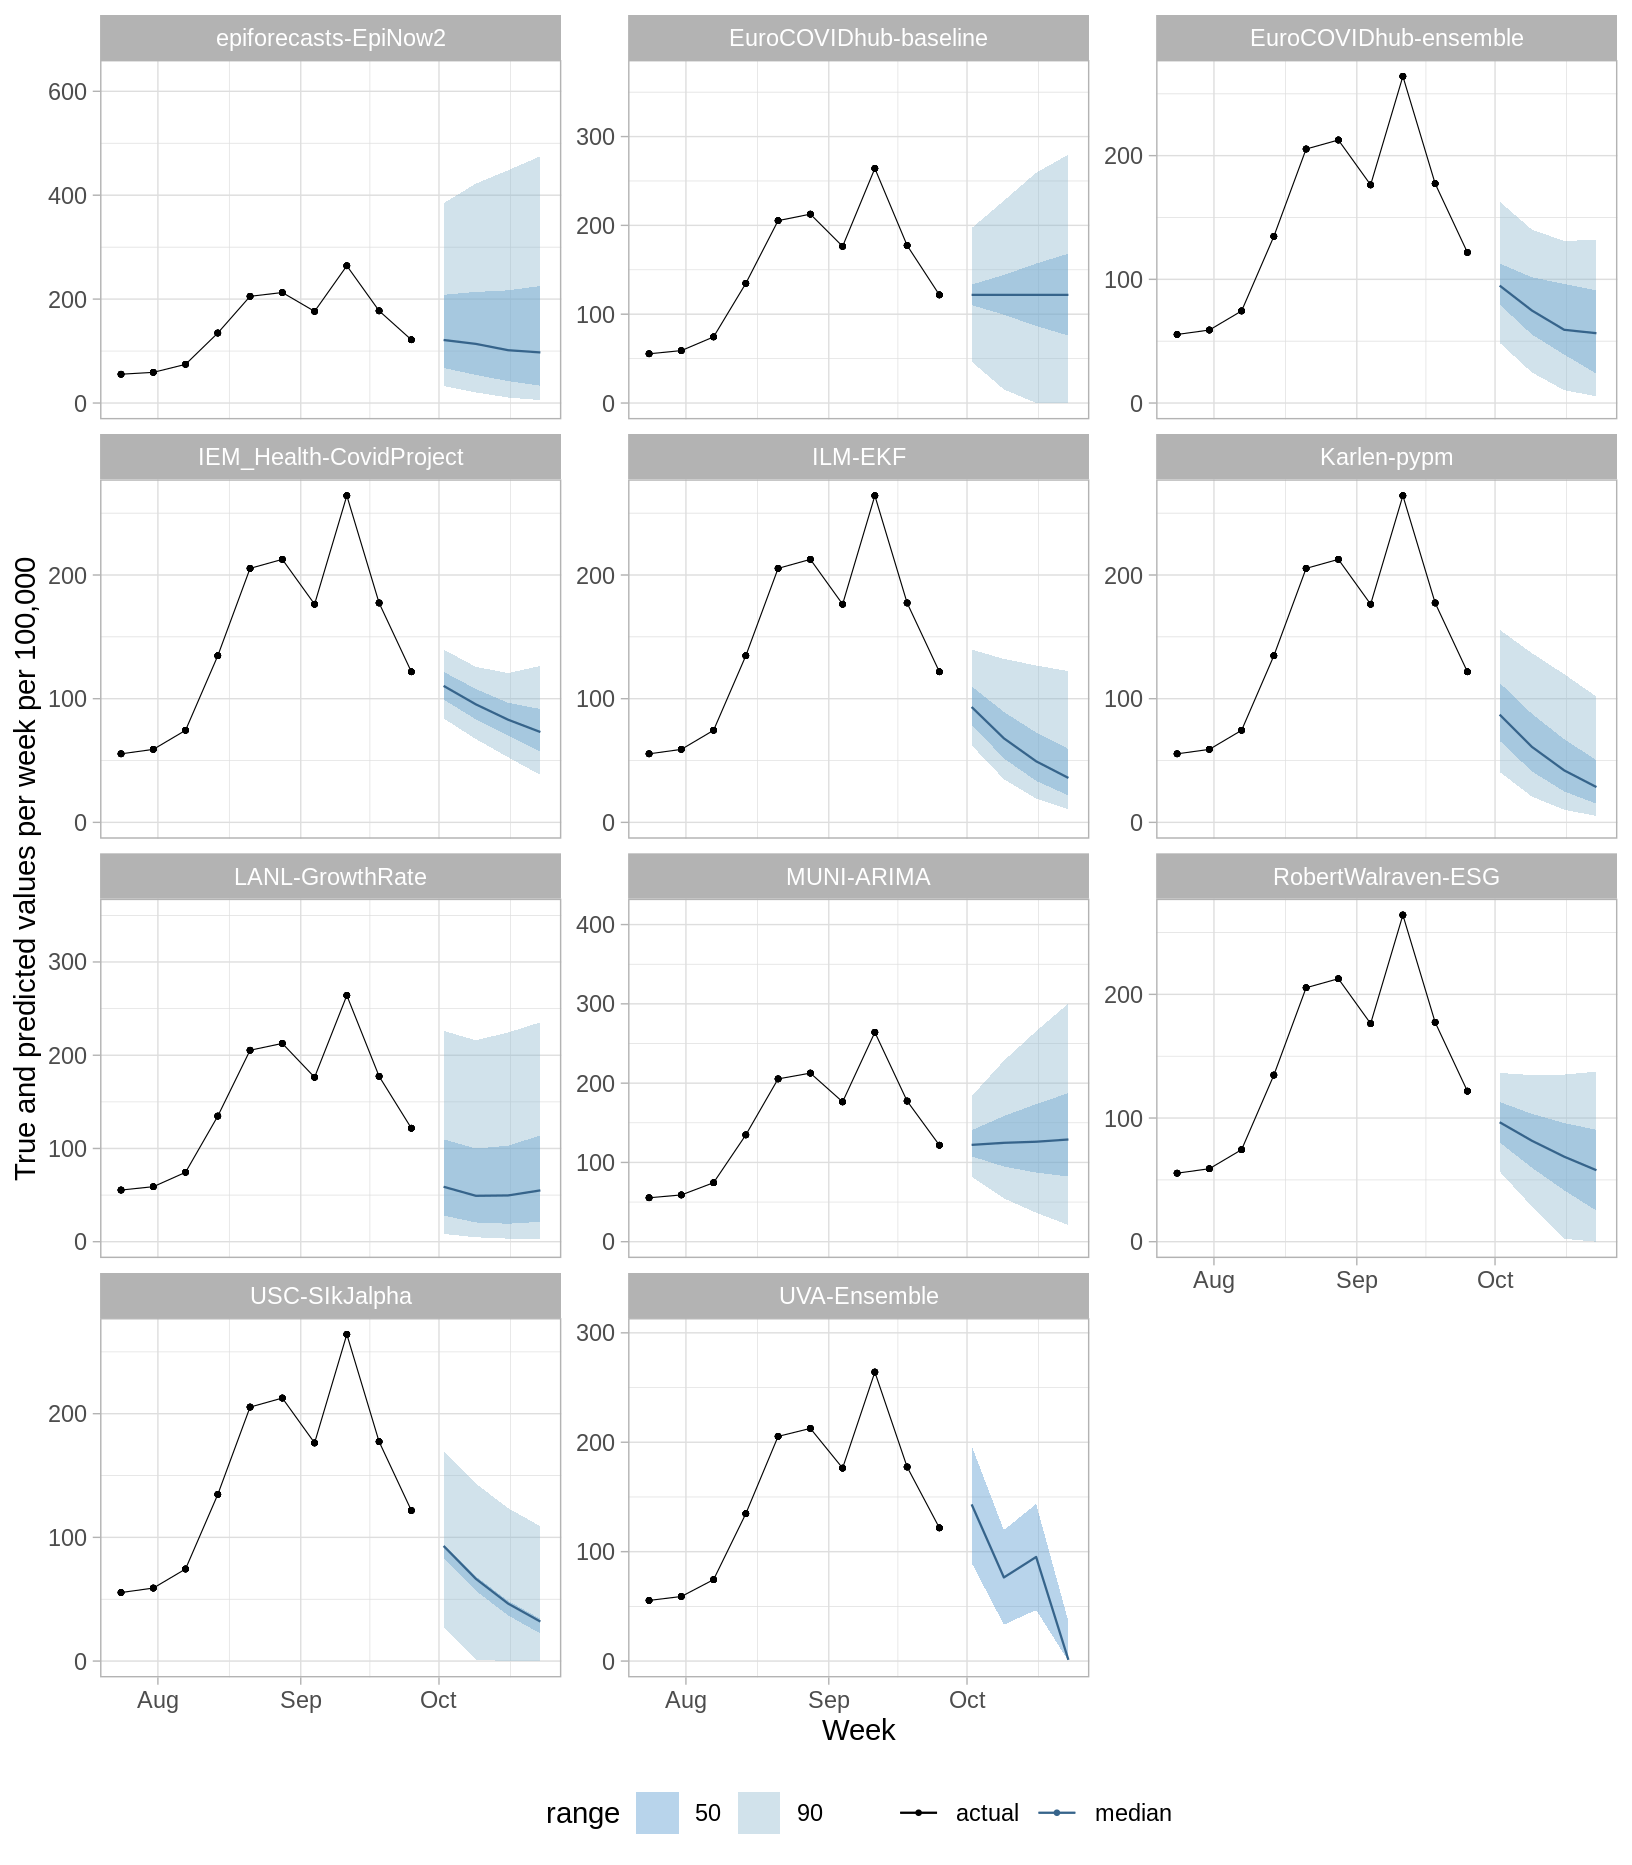 True and predicted values per week per 100,000
epiforecasts-EpiNow2
600
400
200
0
EuroCOVIDhub-baseline
300
200
100
0
EuroCOVIDhub-ensemble
200
100
0
IEM_Health-CovidProject
200
100
0
ILM-EKF
200
100
0
Karlen-pypm
200
100
0
LANL-GrowthRate
300
200
100
0
MUNI-ARIMA
400
300
200
100
0
RobertWalraven-ESG
200
100
0
Aug Sep Oct
USC-SIkJalpha
200
100
0
Aug Sep Oct
UVA-Ensemble
300
200
100
0
Aug Sep Oct
Week
range 50 90 actual median